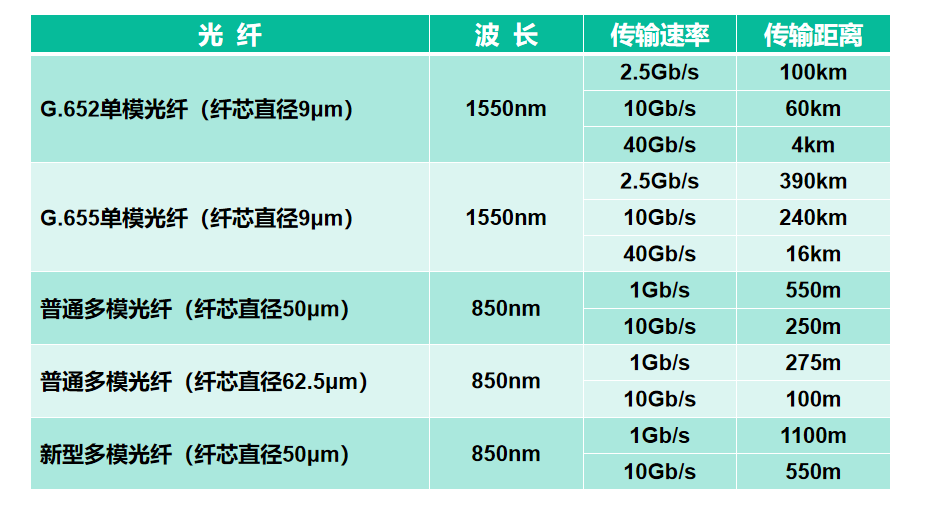 光 纤 波 长 传输速率 传输距离
2.5Gb/s 100km
G.652单模光纤（纤芯直径9μm） 1550nm 10Gb/s 60km
40Gb/s 4km
2.5Gb/s 390km
G.655单模光纤（纤芯直径9μm） 1550nm 10Gb/s 240km
40Gb/s 16km
普通多模光纤（纤芯直径50μm） 850nm 1Gb/s 550m
10Gb/s 250m
普通多模光纤（纤芯直径62.5μm） 850nm 1Gb/s 275m
10Gb/s 100m
新型多模光纤（纤芯直径50μm） 850nm 1Gb/s 1100m
10Gb/s 550m